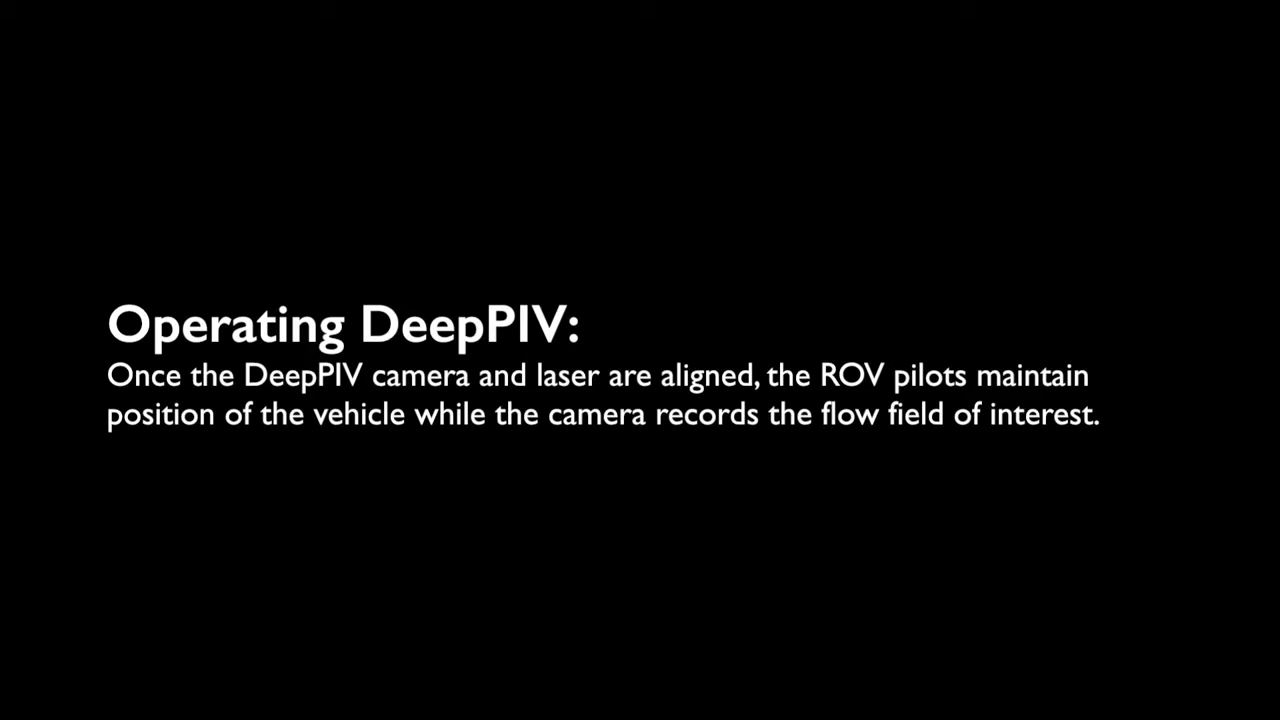 Operating DeepPIV:
Once the DeepPIV camera and laser are aligned, the ROV pilots maintain
position of the vehicle while the camera records the flow field of interest.